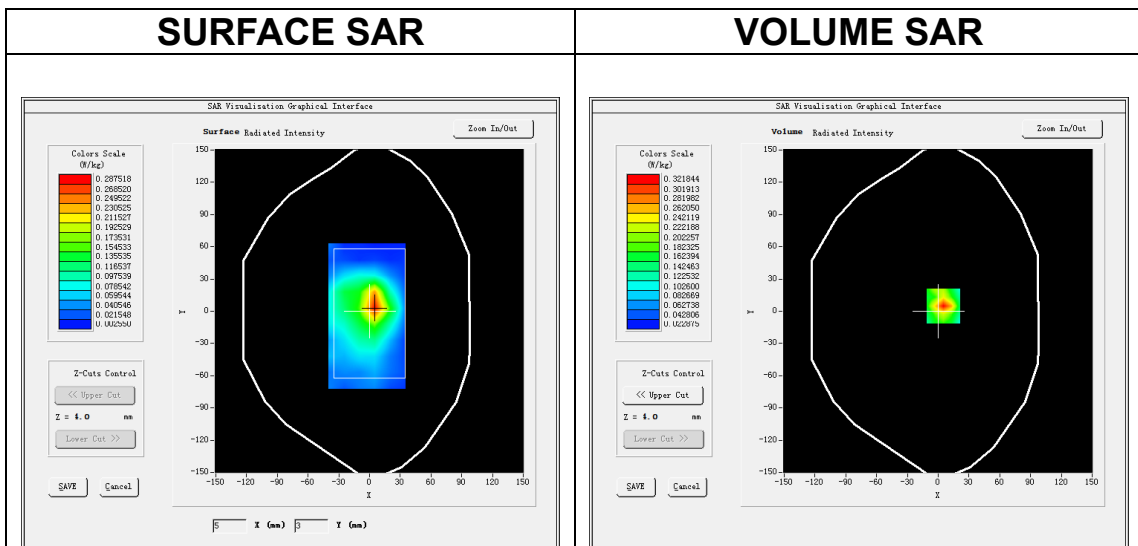 SURFACE SAR
VOLUME SAR
SAR Visualisation Graphical Interface
Surface Radiated Intensity
Zoom In/Out
Colors Scale
(W/kg)
0.287518
0.268520
0.249522
0.230525
0.211527
0.192529
0.173531
0.154533
0.135535
0.116537
0.097539
0.078542
0.059544
0.040546
0.021548
0.002550
Z-Cuts Control
<< Upper Cut
Z = 4.0 mm
Lower Cut >>
SAVE Cancel
150
120
90
60
30
0
-30
-60
-90
-120
-150
Y
-150 -120 -90 -60 -30 0 30 60 90 120 150
X
5 X (mm) 3 Y (mm)
SAR Visualisation Graphical Interface
Volume Radiated Intensity
Zoom In/Out
Colors Scale
(W/kg)
0.321844
0.301913
0.281982
0.262050
0.242119
0.222188
0.202257
0.182325
0.162394
0.142463
0.122532
0.102600
0.082669
0.062738
0.042806
0.022875
Z-Cuts Control
<< Upper Cut
Z = 4.0 mm
Lower Cut >>
SAVE Cancel
150
120
90
60
30
0
-30
-60
-90
-120
-150
Y
-150 -120 -90 -60 -30 0 30 60 90 120 150
X